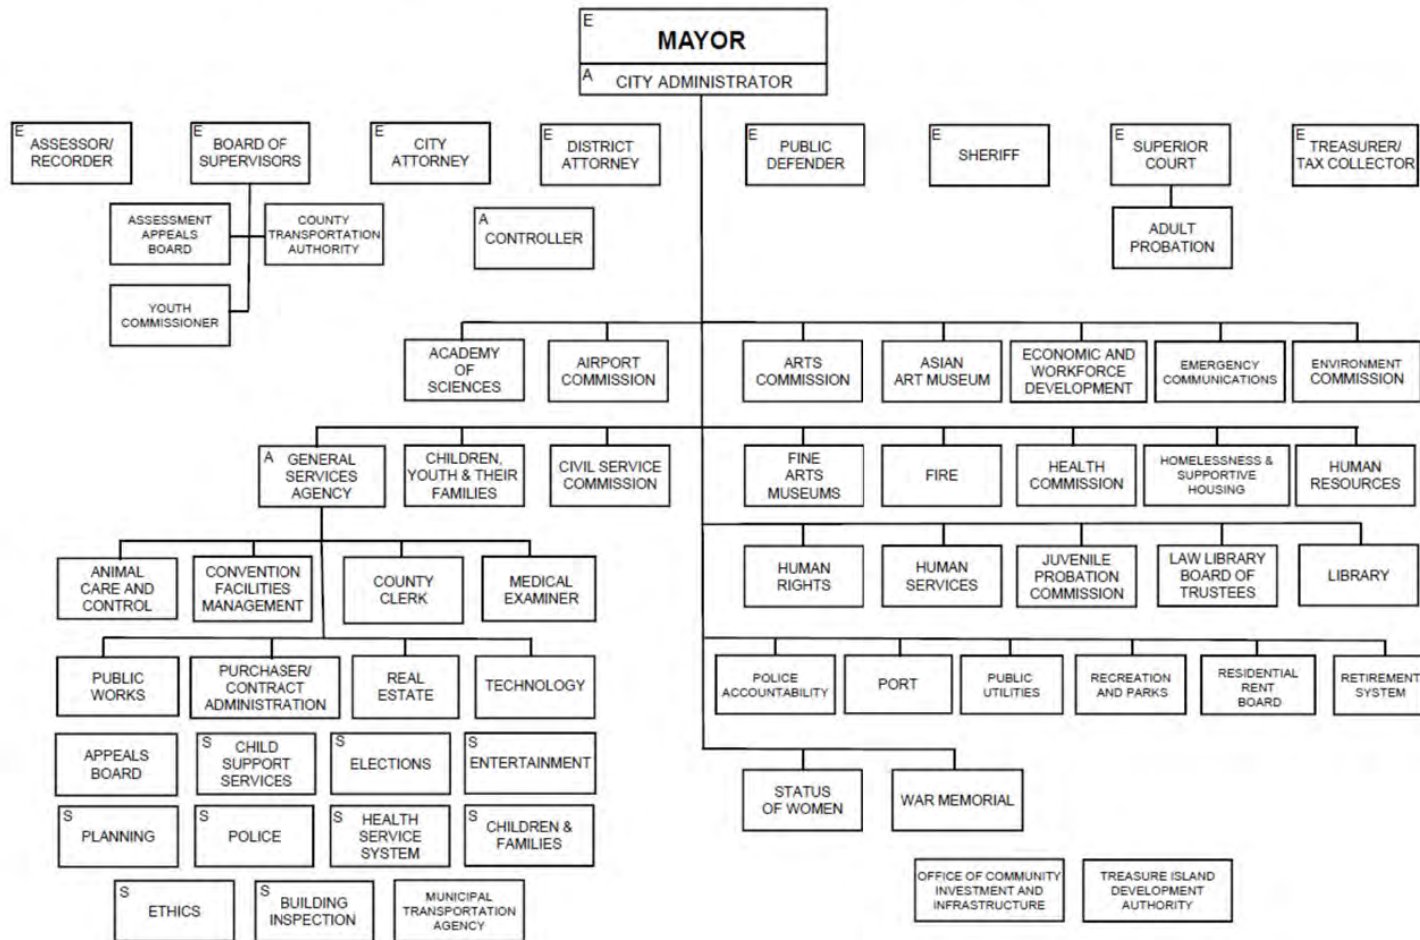 E
MAYOR
A
CITY ADMINISTRATOR
E
ASSESSOR/
RECORDER
E
BOARD OF
SUPERVISORS
E
CITY
ATTORNEY
E
DISTRICT
ATTORNEY
E
PUBLIC
DEFENDER
E
SHERIFF
E
SUPERIOR
COURT
E
TREASURER/
TAX COLLECTOR
ASSESSMENT
APPEALS
BOARD
COUNTY
TRANSPORTATION
AUTHORITY
A
CONTROLLER
ADULT
PROBATION
YOUTH
COMMISSIONER
ACADEMY
OF
SCIENCES
AIRPORT
COMMISSION
ARTS
COMMISSION
ASIAN
ART MUSEUM
ECONOMIC AND
WORKFORCE
DEVELOPMENT
EMERGENCY
COMMUNICATIONS
ENVIRONMENT
COMMISSION
A
GENERAL
SERVICES
AGENCY
CHILDREN,
YOUTH & THEIR
FAMILIES
CIVIL SERVICE
COMMISSION
FINE
ARTS
MUSEUMS
FIRE
HEALTH
COMMISSION
HOMELESSNESS &
SUPPORTIVE
HOUSING
HUMAN
RESOURCES
ANIMAL
CARE AND
CONTROL
CONVENTION
FACILITIES
MANAGEMENT
COUNTY
CLERK
MEDICAL
EXAMINER
HUMAN
RIGHTS
HUMAN
SERVICES
JUVENILE
PROBATION
COMMISSION
LAW LIBRARY
BOARD OF
TRUSTEES
LIBRARY
PUBLIC
WORKS
PURCHASER/
CONTRACT
ADMINISTRATION
REAL
ESTATE
TECHNOLOGY
POLICE
ACCOUNTABILITY
PORT
PUBLIC
UTILITIES
RECREATION
AND PARKS
RESIDENTIAL
RENT
BOARD
RETIREMENT
SYSTEM
APPEALS
BOARD
S
CHILD
SUPPORT
SERVICES
S
ELECTIONS
S
ENTERTAINMENT
STATUS
OF WOMEN
WAR MEMORIAL
S
PLANNING
S
POLICE
S
HEALTH
SERVICE
SYSTEM
S
CHILDREN &
FAMILIES
S
ETHICS
S
BUILDING
INSPECTION
MUNICIPAL
TRANSPORTATION
AGENCY
OFFICE OF COMMUNITY
INVESTMENT AND
INFRASTRUCTURE
TREASURE ISLAND
DEVELOPMENT
AUTHORITY